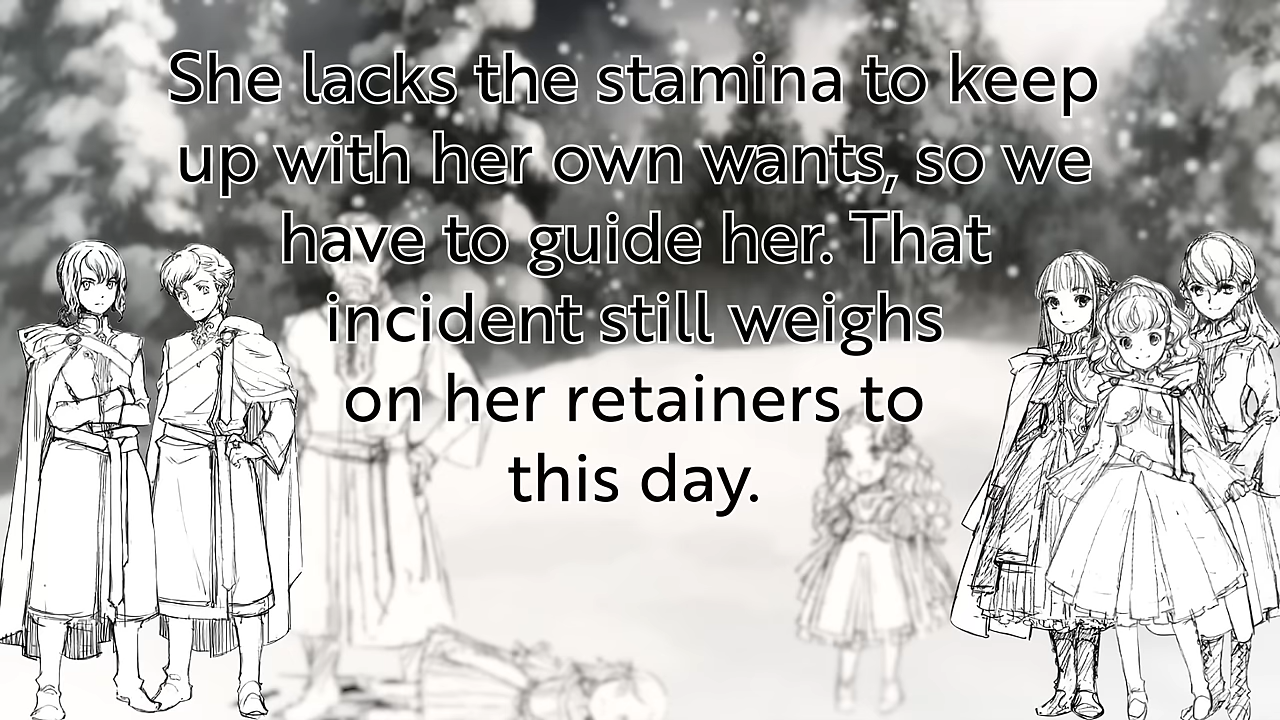 She lacks the stamina to keep
up with her own wants, so we
have to guide her. That
incident still weighs
on her retainers to
this day.